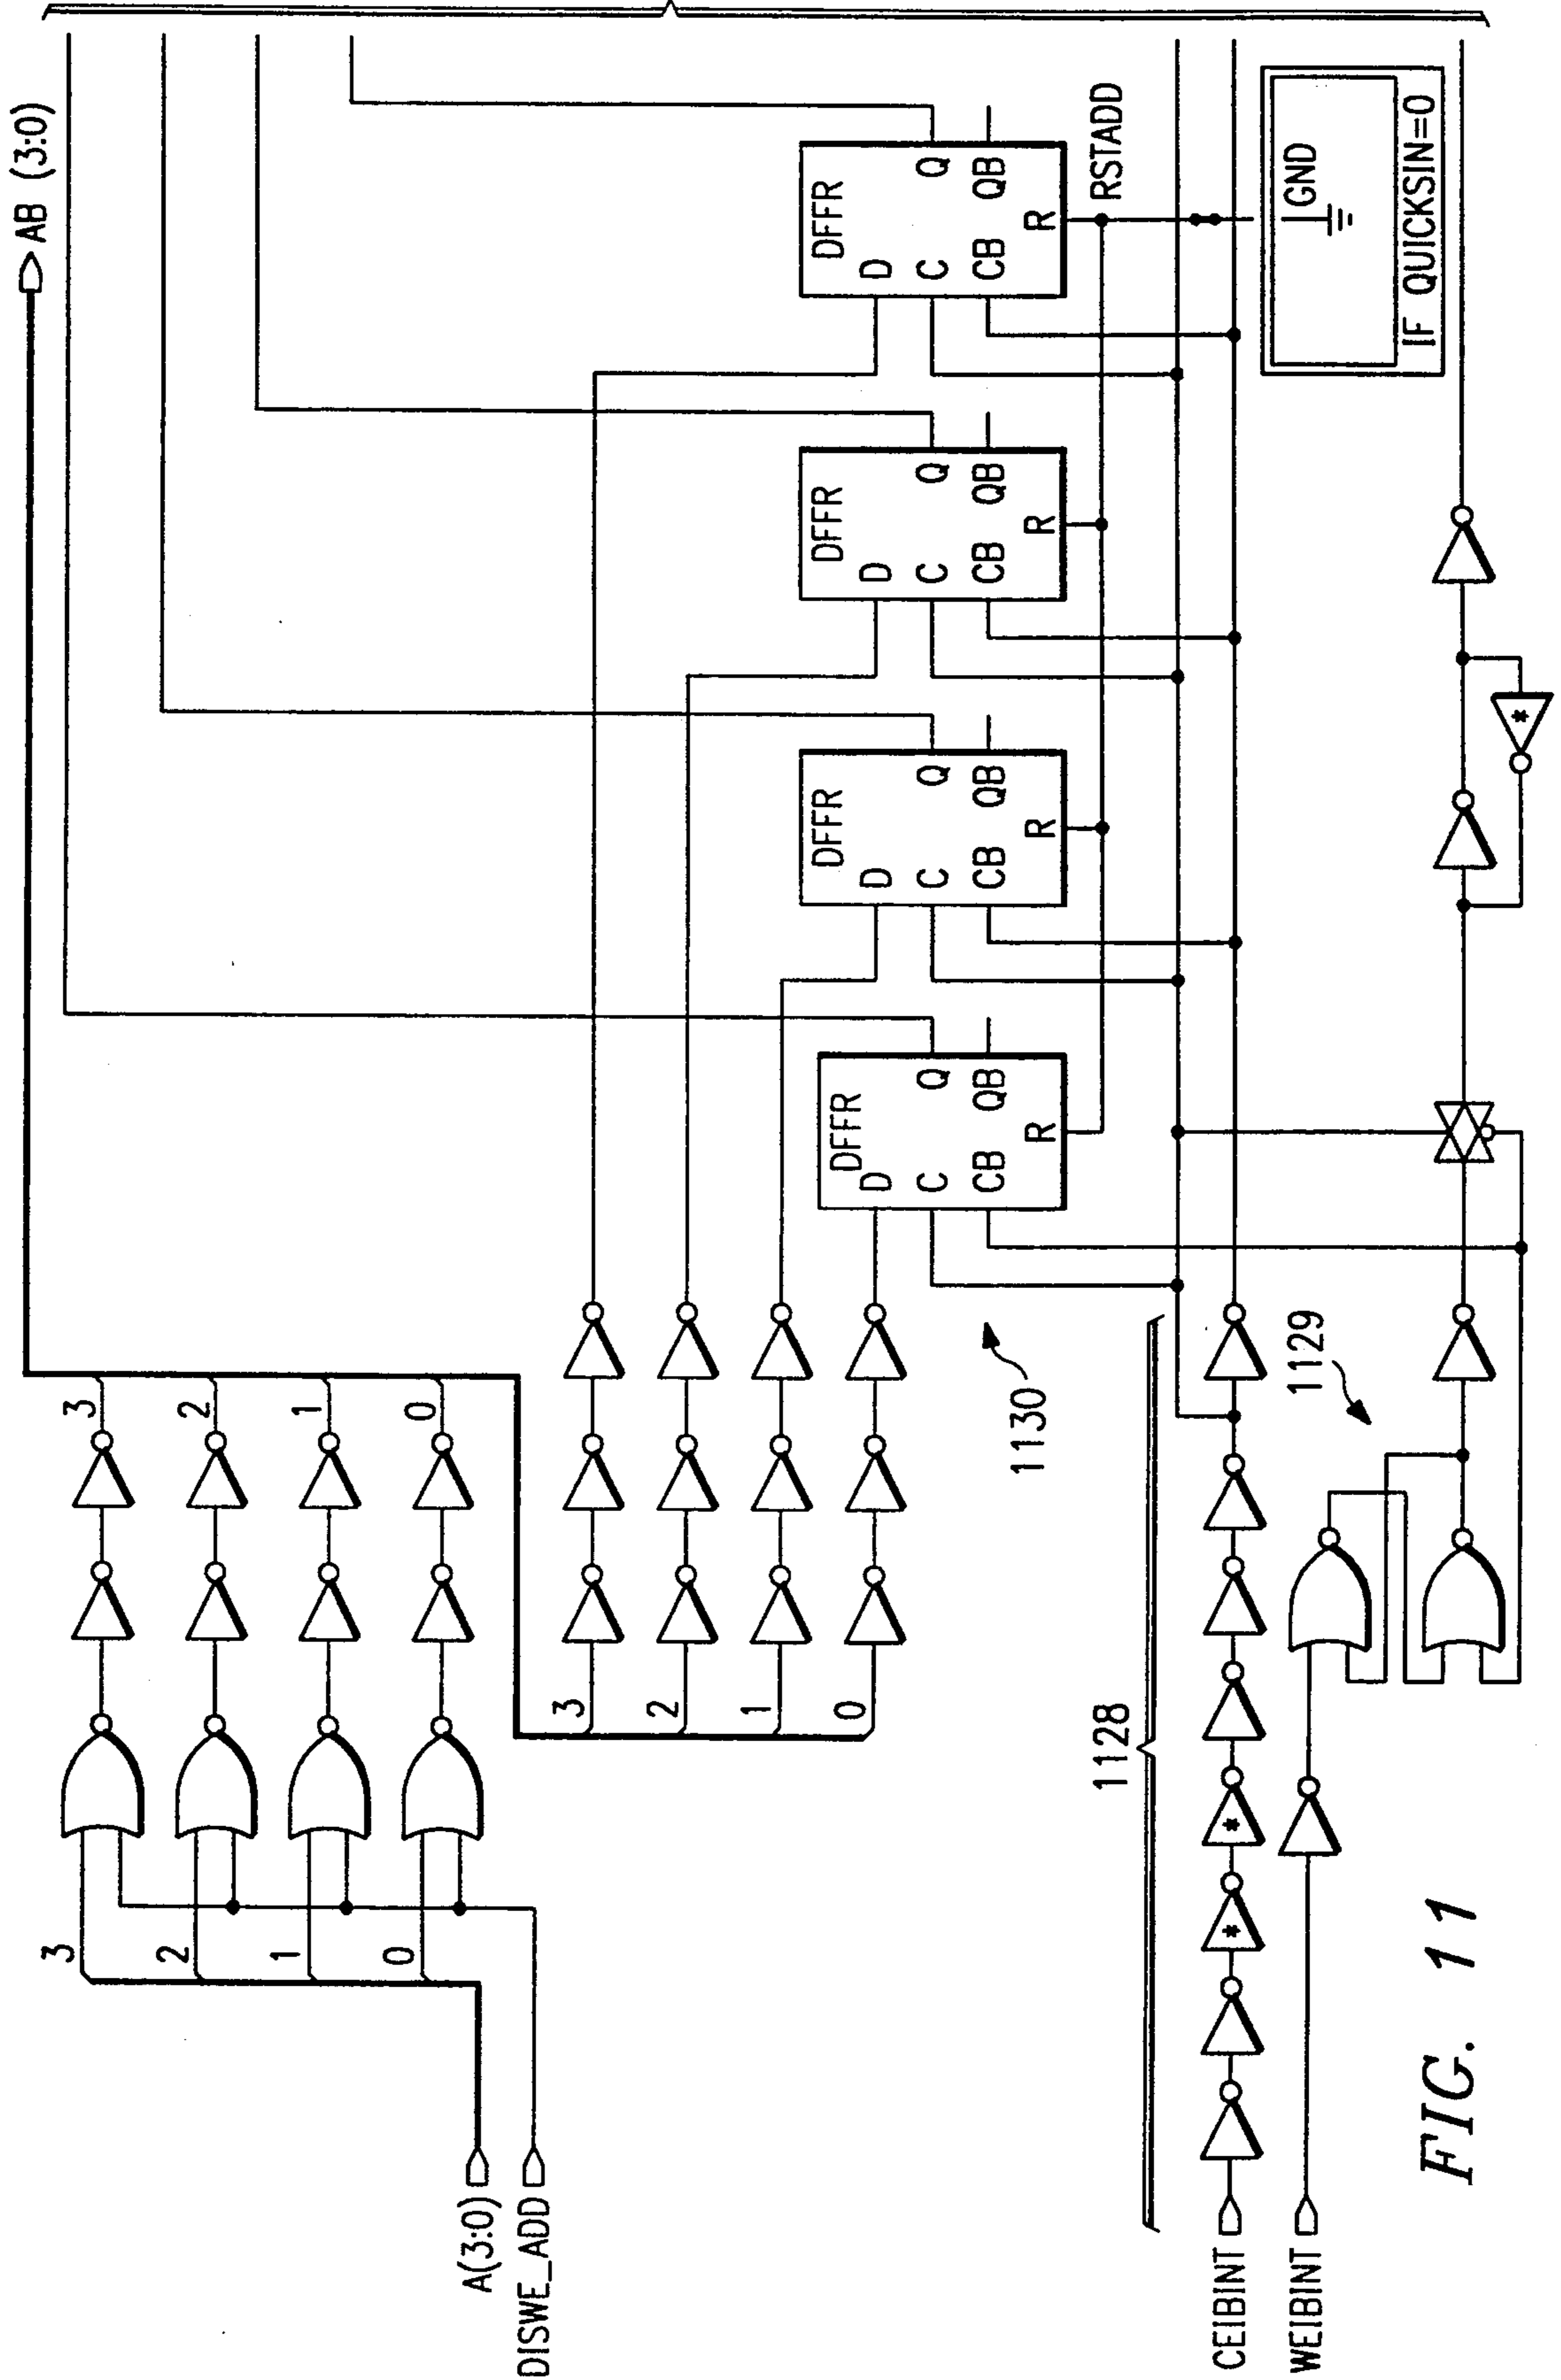 AB (3:0)
3
2
1
0
3
2
1
0
A(3:0)
DISWE_ADD
3
2
1
0
DFFR
D
C
CB
Q
QB
R
DFFR
D
C
CB
Q
QB
R
DFFR
D
C
CB
Q
QB
R
DFFR
D
C
CB
Q
QB
R
RSTADD
1130
1128
CEIBINT
WEIBINT
*
*
1129
*
GND
IF QUICKSIN=0
FIG. 11